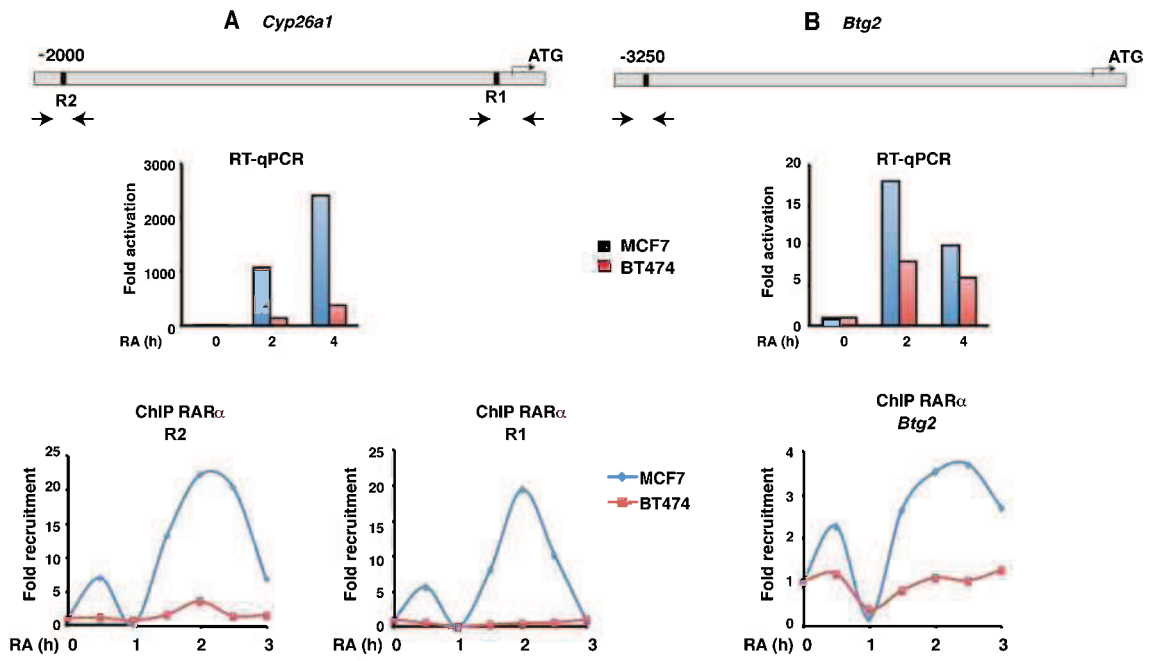 A Cyp26a1
-2000
ATG
R2
R1
RT-qPCR
Fold activation
3000
2000
1000
0
RA (h)
0 2 4
B Btg2
-3250
ATG
RT-qPCR
Fold activation
20
15
10
5
0
RA (h)
0 2 4
MCF7
BT474
ChIP RARα
R2
Fold recruitment
25
20
15
10
5
0
RA (h) 0 1 2 3
ChIP RARα
R1
Fold recruitment
25
20
15
10
5
0
RA (h) 0 1 2 3
MCF7
BT474
ChIP RARα
Btg2
Fold recruitment
4
3
2
1
0
RA (h) 0 1 2 3